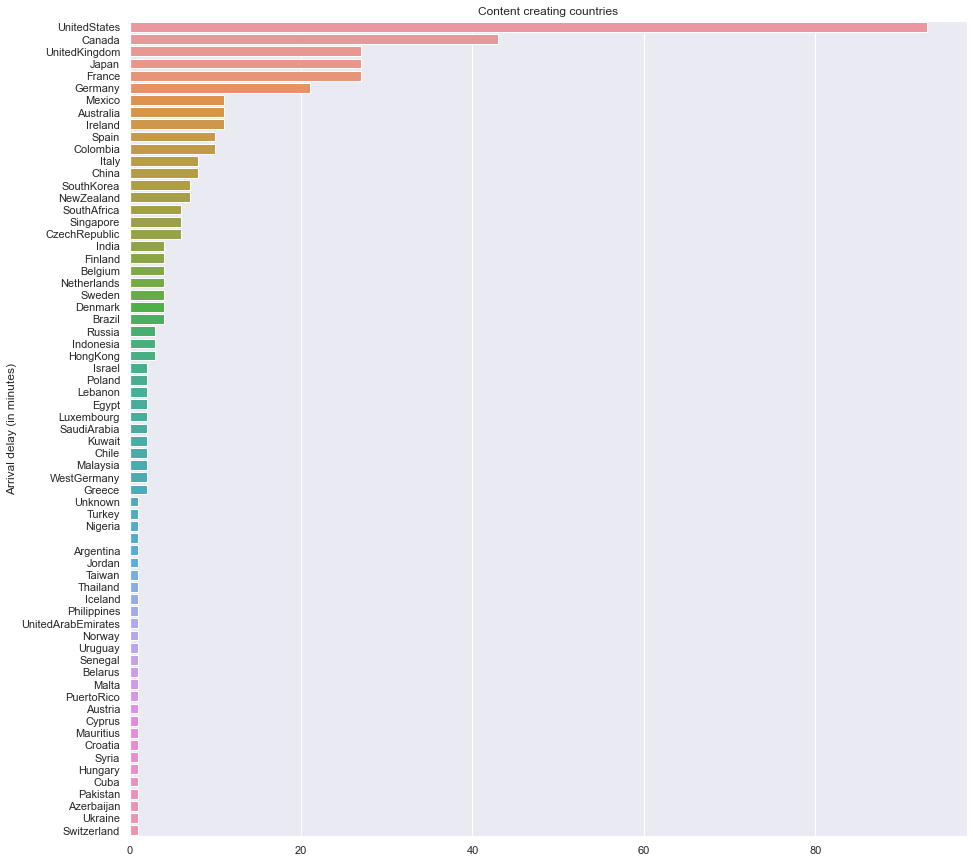 Content creating countries
UnitedStates
Canada
UnitedKingdom
Japan
France
Germany
Mexico
Australia
Ireland
Spain
Colombia
Italy
China
SouthKorea
NewZealand
SouthAfrica
Singapore
CzechRepublic
India
Finland
Belgium
Netherlands
Sweden
Denmark
Brazil
Russia
Indonesia
HongKong
Israel
Poland
Lebanon
Egypt
Luxembourg
SaudiArabia
Kuwait
Chile
Malaysia
WestGermany
Greece
Unknown
Turkey
Nigeria
Argentina
Jordan
Taiwan
Thailand
Iceland
Philippines
UnitedArabEmirates
Norway
Uruguay
Senegal
Belarus
Malta
PuertoRico
Austria
Cyprus
Mauritius
Croatia
Syria
Hungary
Cuba
Pakistan
Azerbaijan
Ukraine
Switzerland
Arrival delay (in minutes)
0 20 40 60 80